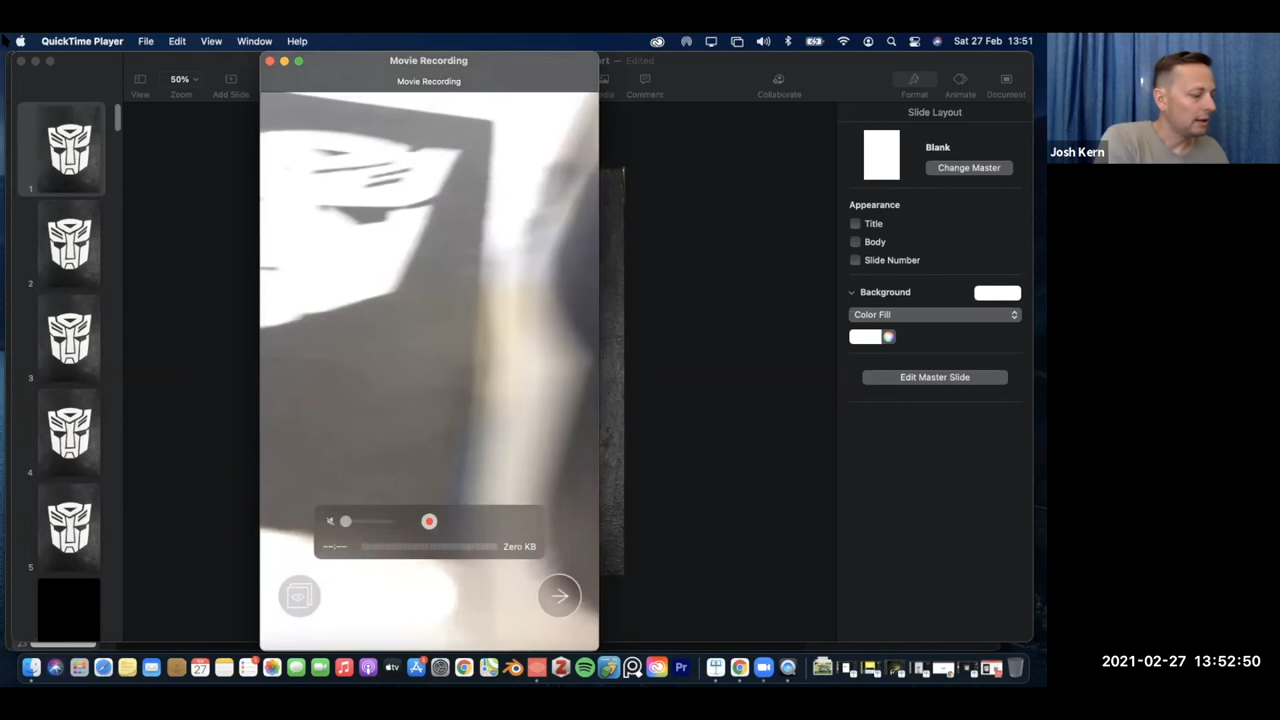 QuickTime Player File Edit View Window Help Sat 27 Feb 13:51
Movie Recording
Movie Recording
rt — Edited
50%
View Zoom Add Slide
Comment Collaborate Format Animate Document
Slide Layout
Blank
Change Master
Appearance
Title
Body
Slide Number
Background
Color Fill
Edit Master Slide
1
2
3
4
5
--:--
Zero KB
Josh Kern
2021-02-27 13:52:50